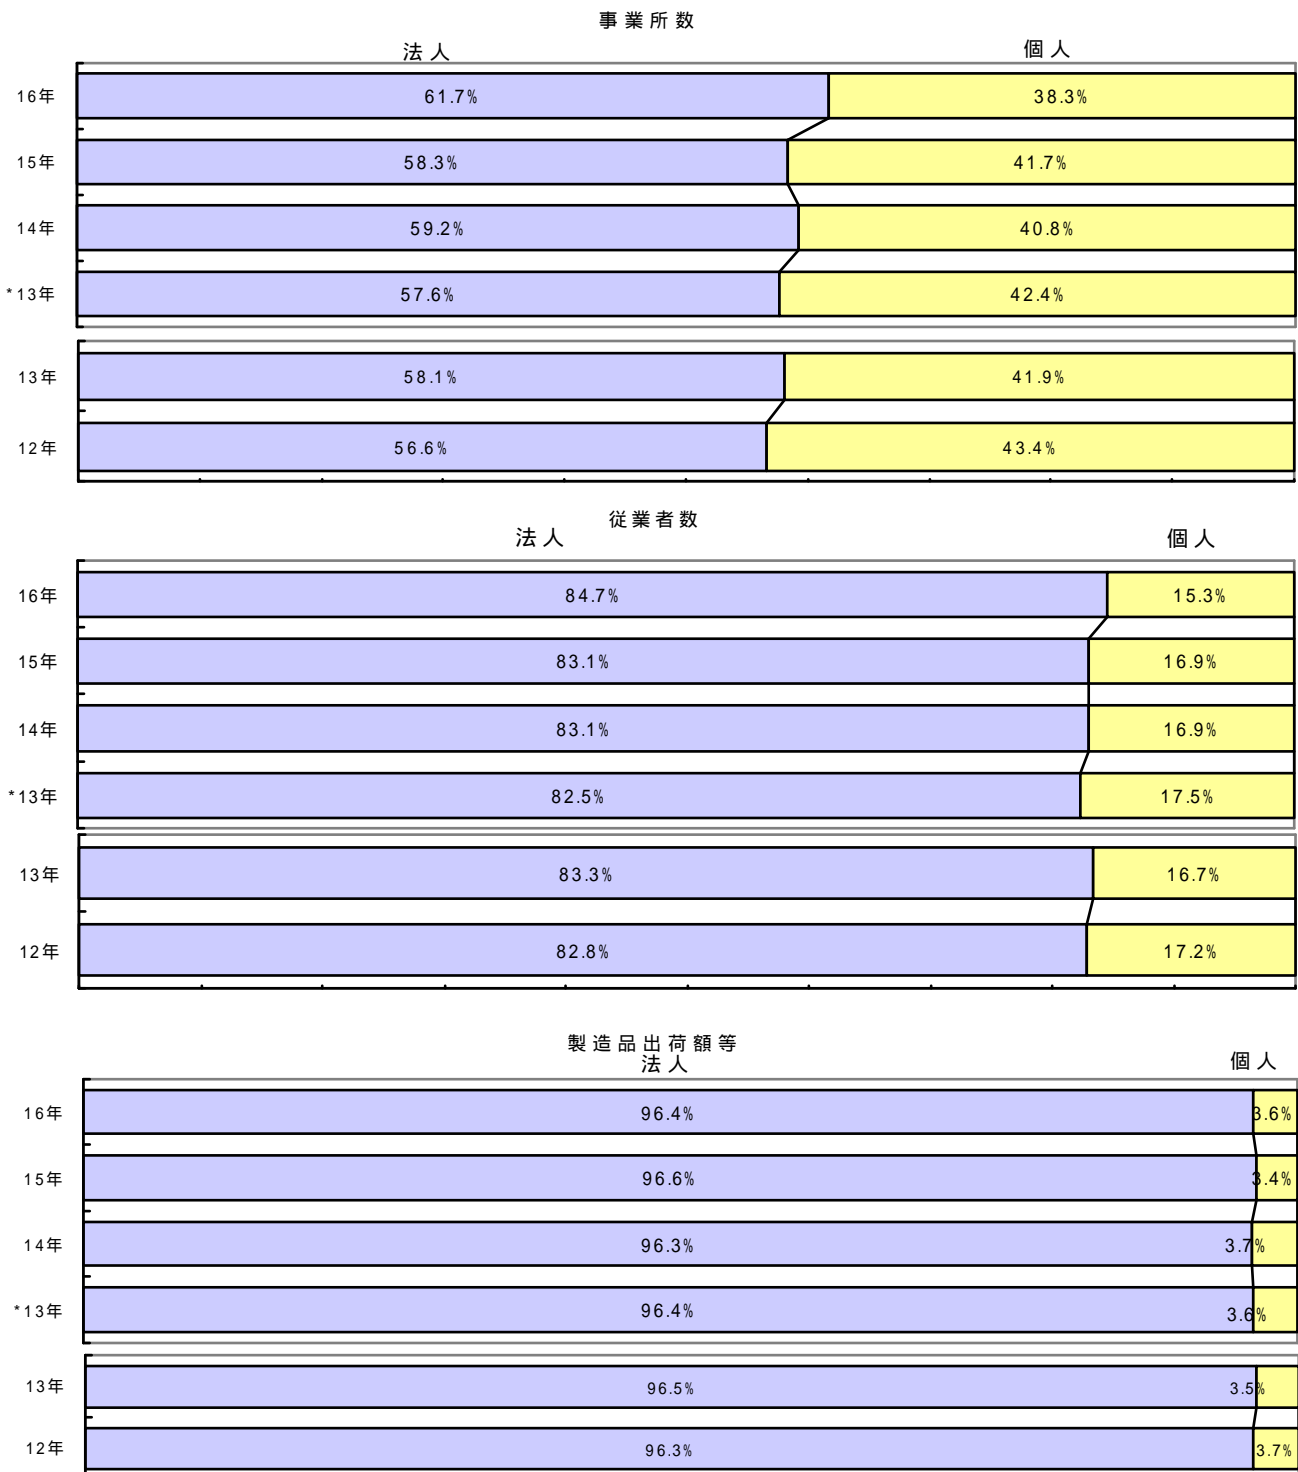 事業所数
法人 個人
16年 61.7% 38.3%
15年 58.3% 41.7%
14年 59.2% 40.8%
*13年 57.6% 42.4%
13年 58.1% 41.9%
12年 56.6% 43.4%
従業者数
法人 個人
16年 84.7% 15.3%
15年 83.1% 16.9%
14年 83.1% 16.9%
*13年 82.5% 17.5%
13年 83.3% 16.7%
12年 82.8% 17.2%
製造品出荷額等
法人 個人
16年 96.4% 3.6%
15年 96.6% 3.4%
14年 96.3% 3.7%
*13年 96.4% 3.6%
13年 96.5% 3.5%
12年 96.3% 3.7%